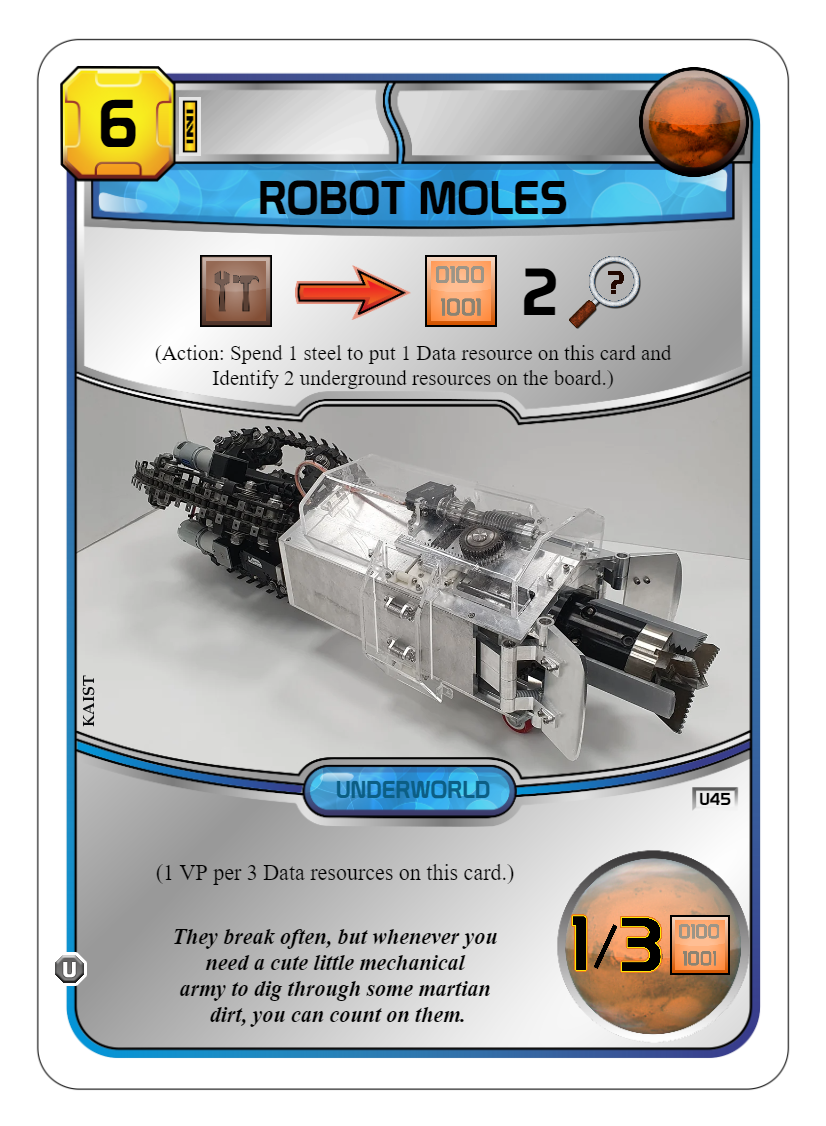 6
ROBOT MOLES
0100
1001
2
?
(Action: Spend 1 steel to put 1 Data resource on this card and
Identify 2 underground resources on the board.)
KAIST
UNDERWORLD
U45
(1 VP per 3 Data resources on this card.)
1/3
0100
1001
They break often, but whenever you
need a cute little mechanical
army to dig through some martian
dirt, you can count on them.
U